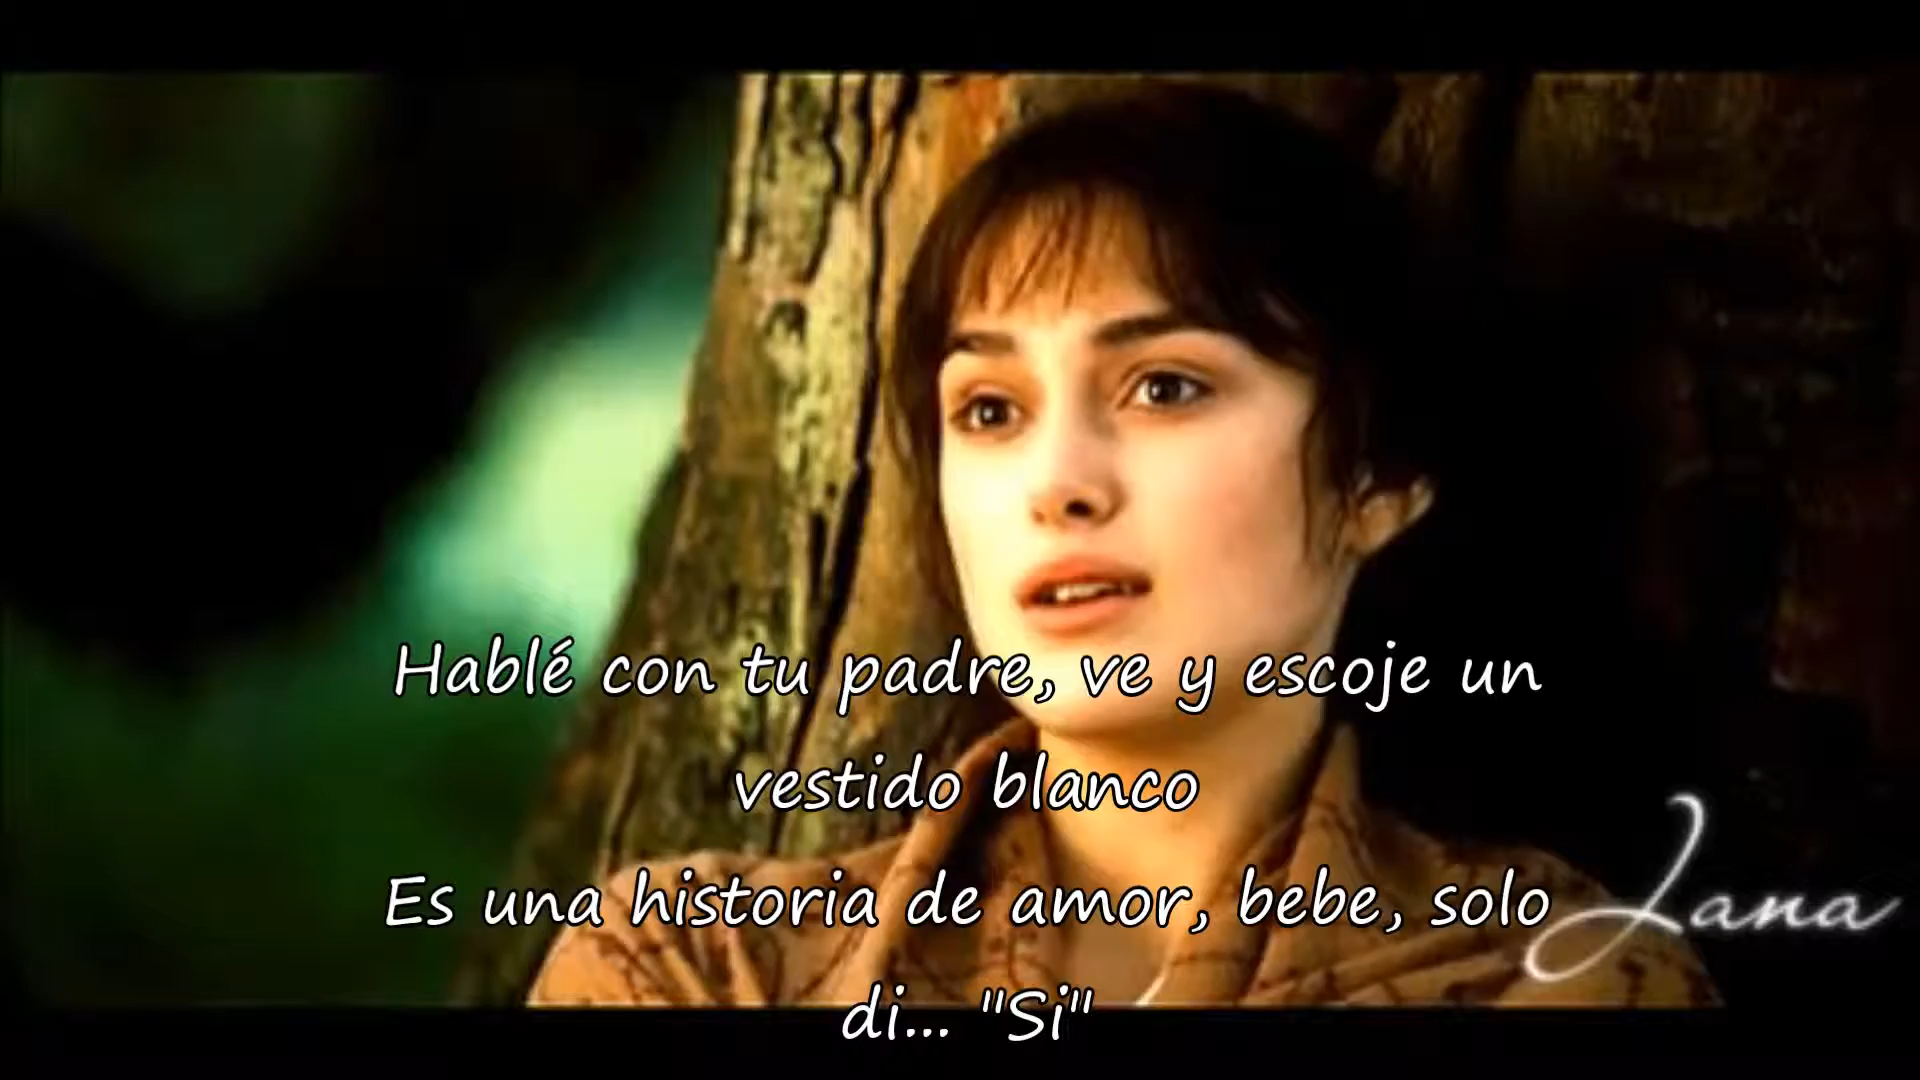 Hablé con tu padre, ve y escoje un
vestido blanco
Es una historia de amor, bebe, solo
di... "Si"
Lana